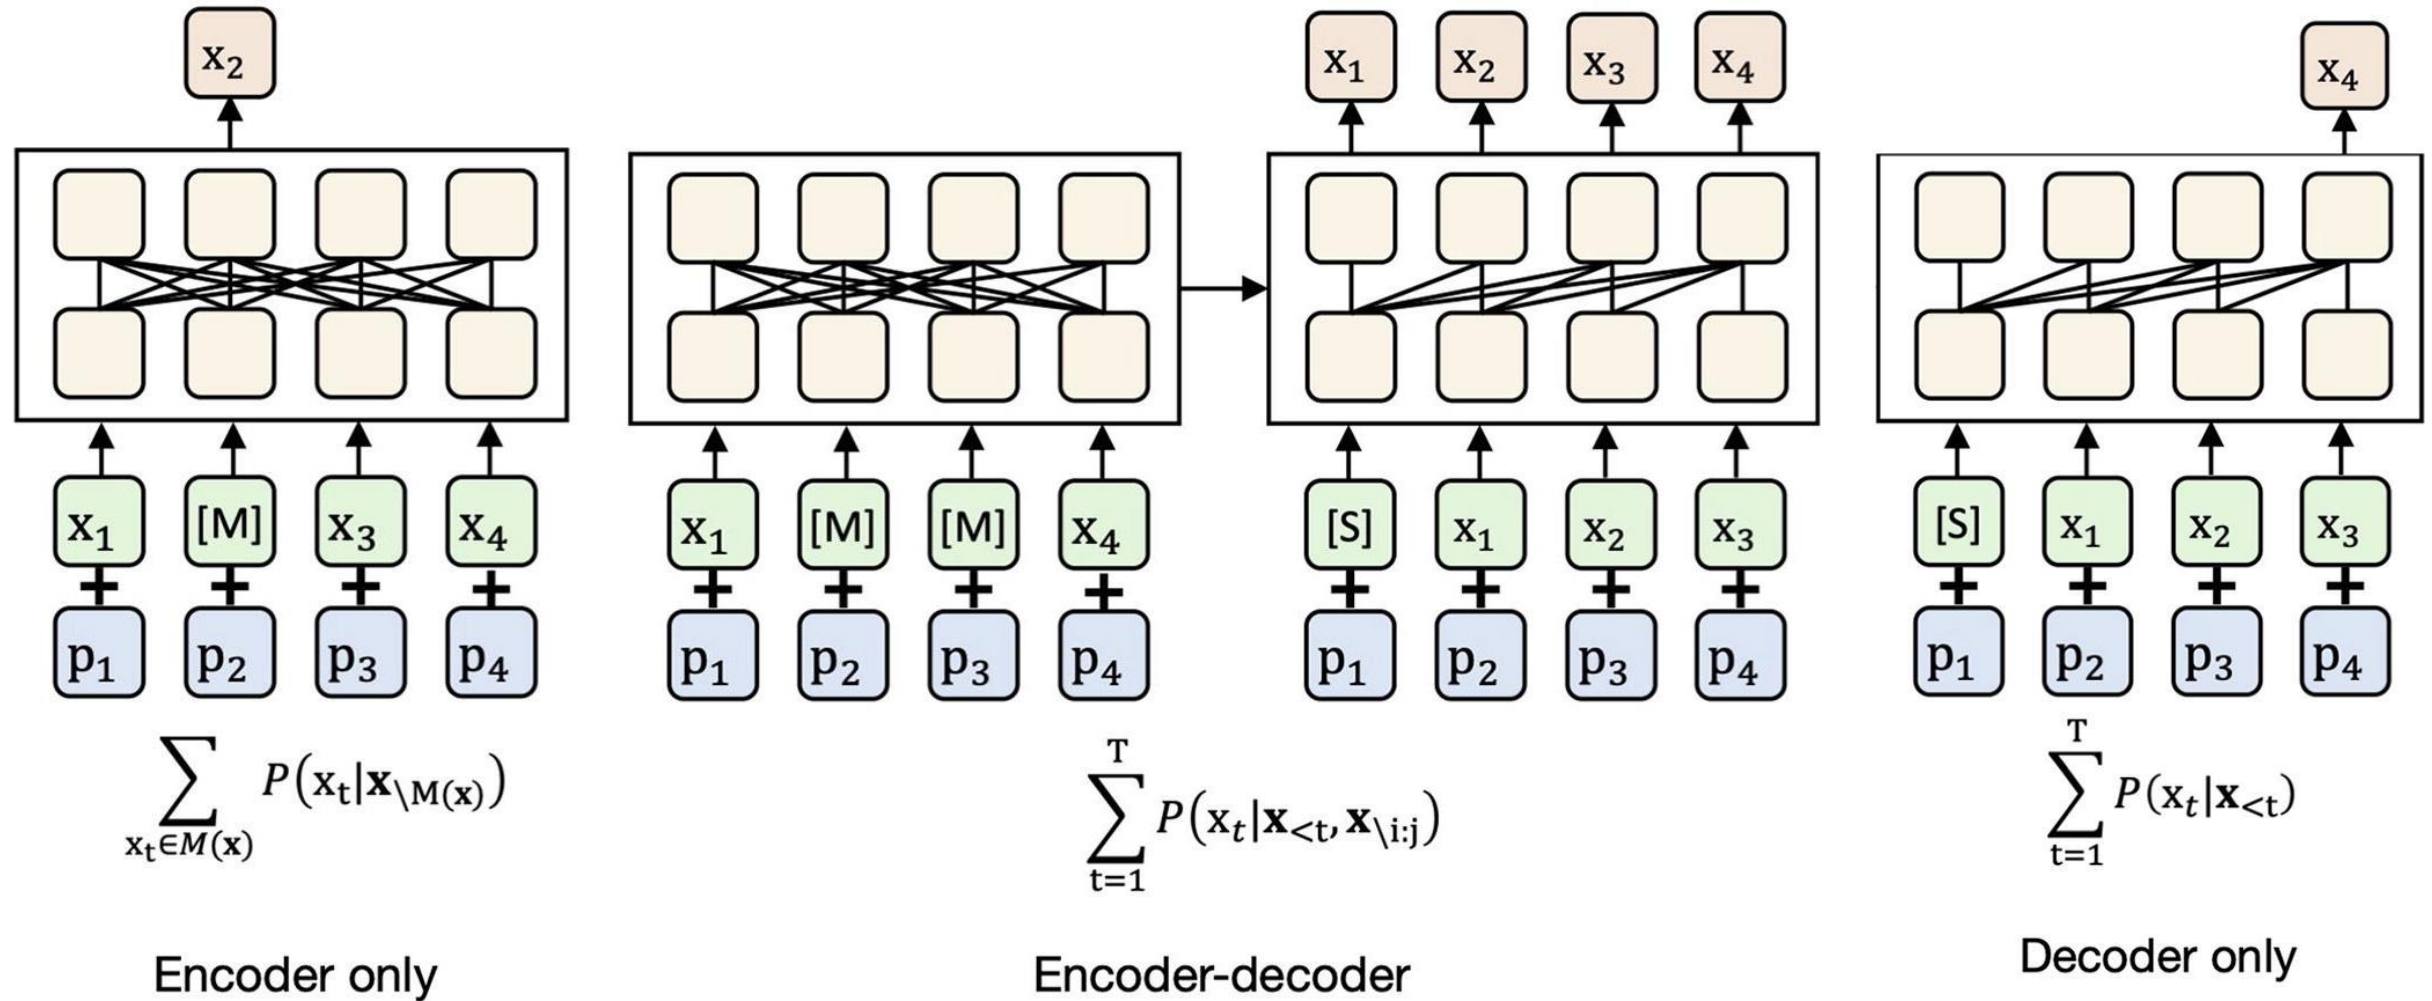 x₂
x₁ [M] x₃ x₄
+ + + +
p₁ p₂ p₃ p₄
∑ xₜ∈M(𝐱) P(xₜ|𝐱\M(𝐱))
Encoder only
x₁ x₂ x₃ x₄
x₁ [M] [M] x₄ [S] x₁ x₂ x₃
+ + + + + + + +
p₁ p₂ p₃ p₄ p₁ p₂ p₃ p₄
T ∑ t=1 P(xₜ|𝐱<t, 𝐱\i:j)
Encoder-decoder
x₄
[S] x₁ x₂ x₃
+ + + +
p₁ p₂ p₃ p₄
T ∑ t=1 P(xₜ|𝐱<t)
Decoder only